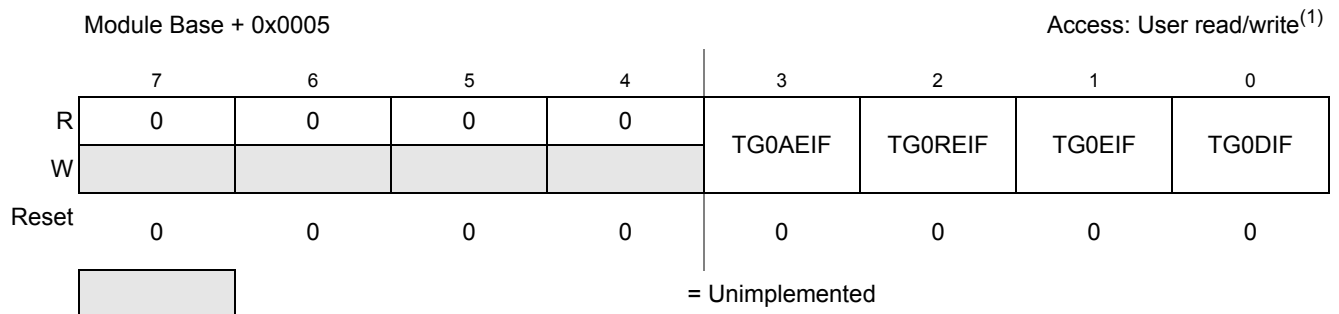 Module Base + 0x0005 Access: User read/write(1)
7 6 5 4 3 2 1 0
R 0 0 0 0 TG0AEIF TG0REIF TG0EIF TG0DIF
W
Reset 0 0 0 0 0 0 0 0
= Unimplemented